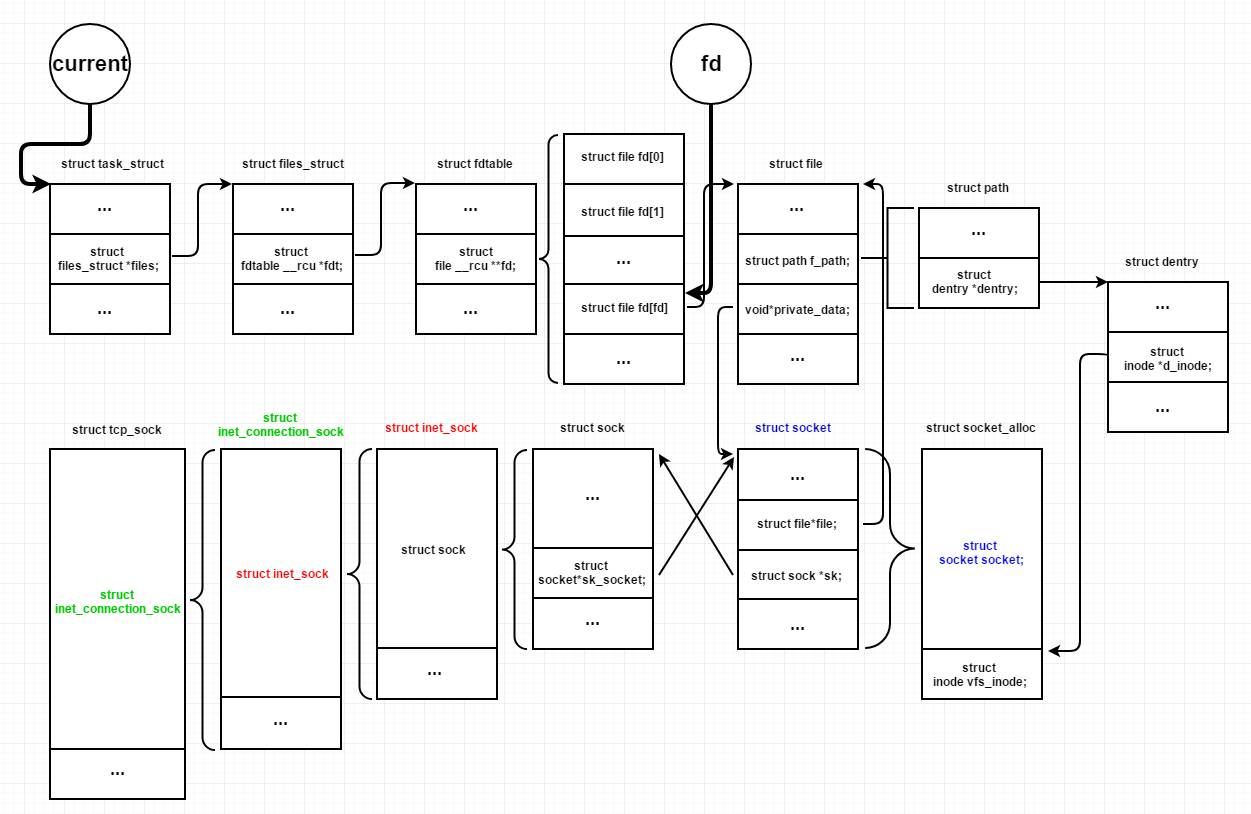 current
fd
struct task_struct
...
struct
files_struct *files;
...
struct files_struct
...
struct
fdtable __rcu *fdt;
...
struct fdtable
...
struct
file __rcu **fd;
...
struct file fd[0]
struct file fd[1]
...
struct file fd[fd]
...
struct file
...
struct path f_path;
void*private_data;
...
struct path
...
struct
dentry *dentry;
struct dentry
...
struct
inode *d_inode;
...
struct tcp_sock
struct
inet_connection_sock
...
struct
inet_connection_sock
struct inet_sock
...
struct inet_sock
struct sock
...
struct sock
...
struct
socket*sk_socket;
...
struct socket
...
struct file*file;
struct sock *sk;
...
struct socket_alloc
struct
socket socket;
struct
inode vfs_inode;